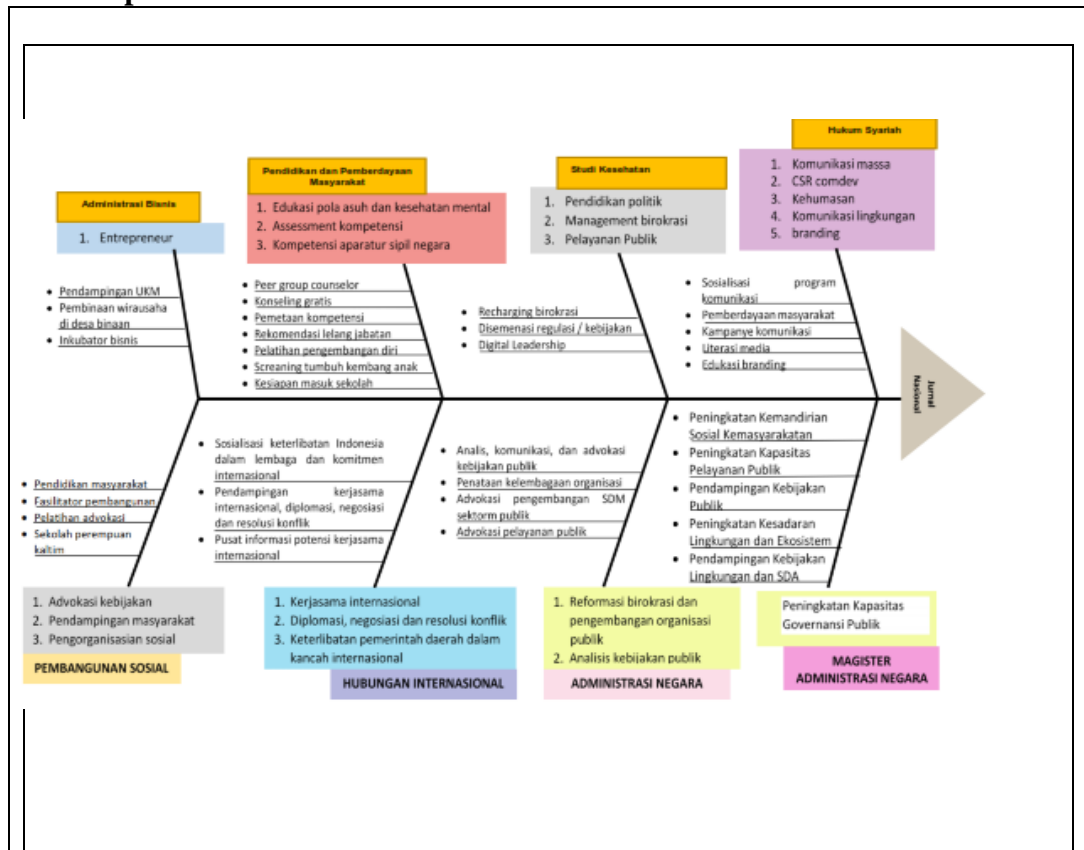 Hukum Syariah
1. Komunikasi massa
2. CSR comdev
3. Kehumasan
4. Komunikasi lingkungan
5. branding
Pendidikan dan Pemberdayaan
Masyarakat
1. Edukasi pola asuh dan kesehatan mental
2. Assessment kompetensi
3. Kompetensi aparatur sipil negara
Studi Kesehatan
1. Pendidikan politik
2. Management birokrasi
3. Pelayanan Publik
Administrasi Bisnis
1. Entrepreneur
• Pendampingan UKM
• Pembinaan wirausaha
di desa binaan
• Inkubator bisnis
• Peer group counselor
• Konseling gratis
• Pemetaan kompetensi
• Rekomendasi lelang jabatan
• Pelatihan pengembangan diri
• Screaning tumbuh kembang anak
• Kesiapan masuk sekolah
• Recharging birokrasi
• Disemenasi regulasi / kebijakan
• Digital Leadership
• Sosialisasi program
komunikasi
• Pemberdayaan masyarakat
• Kampanye komunikasi
• Literasi media
• Edukasi branding
Jurnal
Nasional
• Pendidikan masyarakat
• Fasilitator pembangunan
• Pelatihan advokasi
• Sekolah perempuan
kaltim
• Sosialisasi keterlibatan Indonesia
dalam lembaga dan komitmen
internasional
• Pendampingan kerjasama
internasional, diplomasi, negosiasi
dan resolusi konflik
• Pusat informasi potensi kerjasama
internasional
• Analis, komunikasi, dan advokasi
kebijakan publik
• Penataan kelembagaan organisasi
• Advokasi pengembangan SDM
sektorm publik
• Advokasi pelayanan publik
• Peningkatan Kemandirian
Sosial Kemasyarakatan
• Peningkatan Kapasitas
Pelayanan Publik
• Pendampingan Kebijakan
Publik
• Peningkatan Kesadaran
Lingkungan dan Ekosistem
• Pendampingan Kebijakan
Lingkungan dan SDA
1. Advokasi kebijakan
2. Pendampingan masyarakat
3. Pengorganisasian sosial
PEMBANGUNAN SOSIAL
1. Kerjasama internasional
2. Diplomasi, negosiasi dan resolusi konflik
3. Keterlibatan pemerintah daerah dalam
kancah internasional
HUBUNGAN INTERNASIONAL
1. Reformasi birokrasi dan
pengembangan organisasi
publik
2. Analisis kebijakan publik
ADMINISTRASI NEGARA
Peningkatan Kapasitas
Governansi Publik
MAGISTER
ADMINISTRASI NEGARA